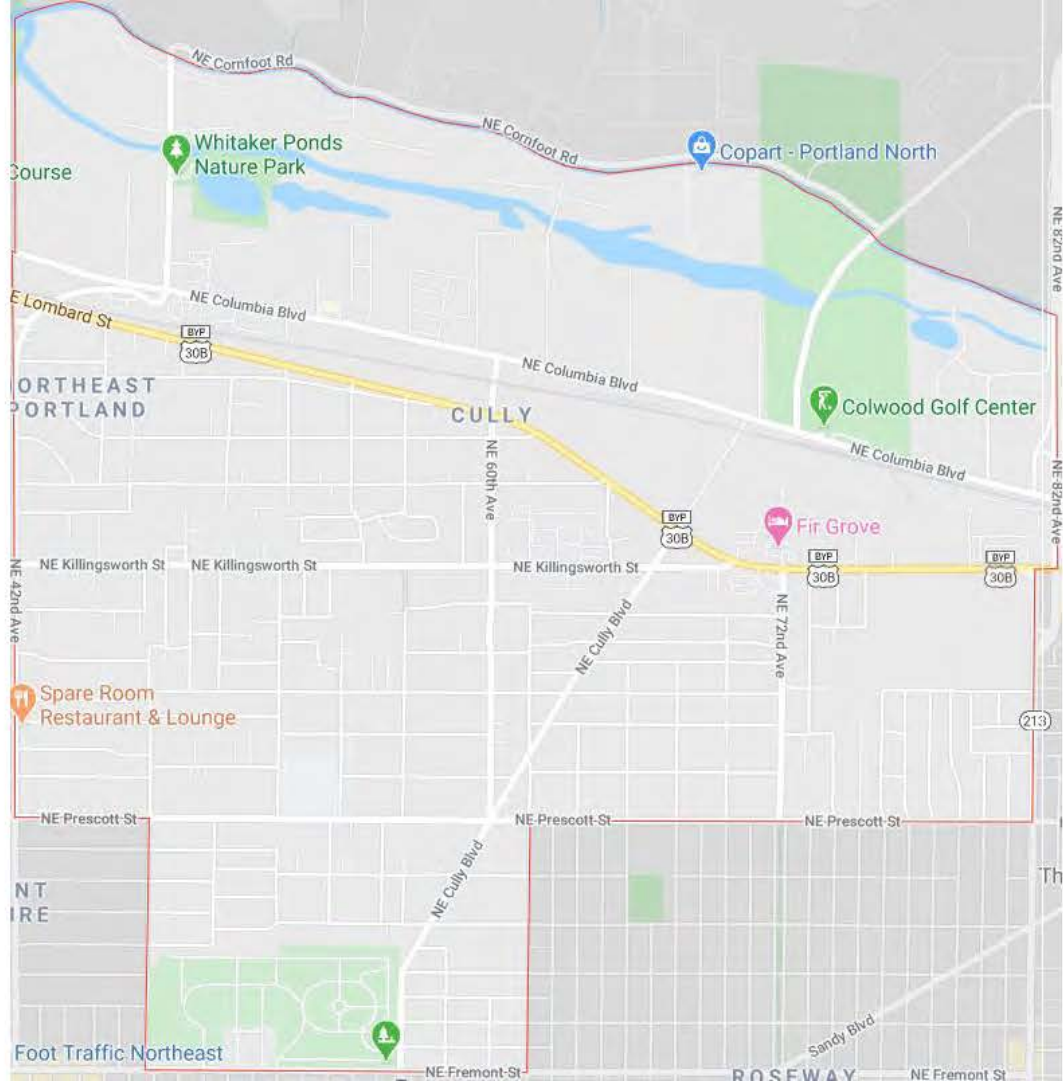 NE Cornfoot Rd
NE Cornfoot Rd
Whitaker Ponds
Nature Park
Copart - Portland North
Course
NE 82nd Ave
NE Columbia Blvd
E Lombard St
BYP
30B
NE Columbia Blvd
ORTHEAST
PORTLAND
CULLY
Colwood Golf Center
NE Columbia Blvd
NE 60th Ave
NE 82nd Ave
BYP
30B
Fir Grove
NE Killingsworth St
NE Killingsworth St
NE Killingsworth St
BYP
30B
BYP
30B
NE 42nd Ave
NE Cully Blvd
NE 72nd Ave
Spare Room
Restaurant & Lounge
213
NE Prescott St
NE Prescott St
NE Prescott St
NE Cully Blvd
NT
IRE
Th
Sandy Blvd
Foot Traffic Northeast
NE Fremont St
ROSEWAY
NE Fremont St